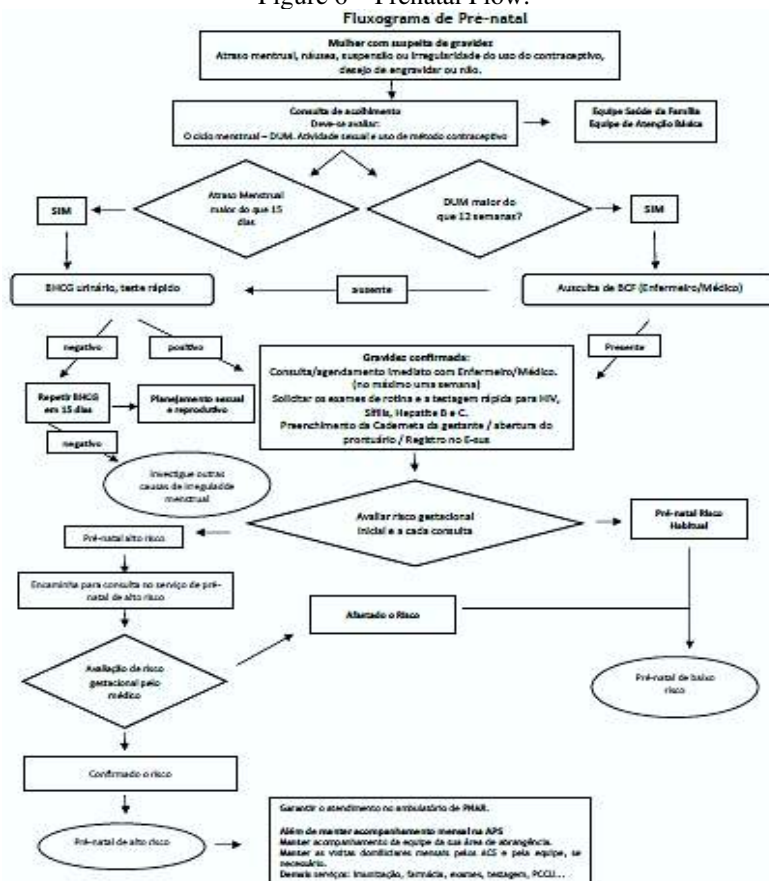 Figure 6 – Prenatal Flow.
Fluxograma de Pré-natal
Mulher com suspeita de gravidez
Atraso mentrual, náusea, suspensão ou irregularidade do uso do contraceptivo,
desejo de engravidar ou não.
Consulta de acolhimento
Deve-se avaliar:
O ciclo menstrual – DUM. Atividade sexual e uso de método contraceptivo
Equipe Saúde da Família
Equipe de Atenção Básica
Atraso Menstrual
maior do que 15
dias
DUM maior do
que 12 semanas?
SIM
SIM
BHCG urinário, teste rápido
ausente
Ausculta de BCF (Enfermeiro/Médico)
negativo
positivo
Presente
Gravidez confirmada:
Consulta/agendamento imediato com Enfermeiro/Médico.
(no máximo uma semana)
Solicitar os exames de rotina e a testagem rápida para HIV,
Sífilis, Hepatite B e C.
Preenchimento da Caderneta da gestante / abertura do
prontuário / Registro no E-sus
Repetir BHCG
em 15 dias
Planejamento sexual
e reprodutivo
negativo
Investigue outras
causas de irreguladde
menstrual
Avaliar risco gestacional
inicial e a cada consulta
Pré-natal Risco
Habitual
Pré-natal alto risco
Encaminha para consulta no serviço de pré-
natal de alto risco
Afastado o Risco
Avaliação de risco
gestacional pelo
médico
Pré-natal de baixo
risco
Confirmado o risco
Pré-natal de alto risco
Garantir o atendimento no ambulatório de PNAR.
Além de manter acompanhamento mensal na APS
Manter acompanhamento da equipe da sua área de abrangência.
Manter as visitas domiciliares mensais pelos ACS e pela equipe, se
necessário.
Demais serviços: imunização, farmácia, exames, testagem, PCCU...